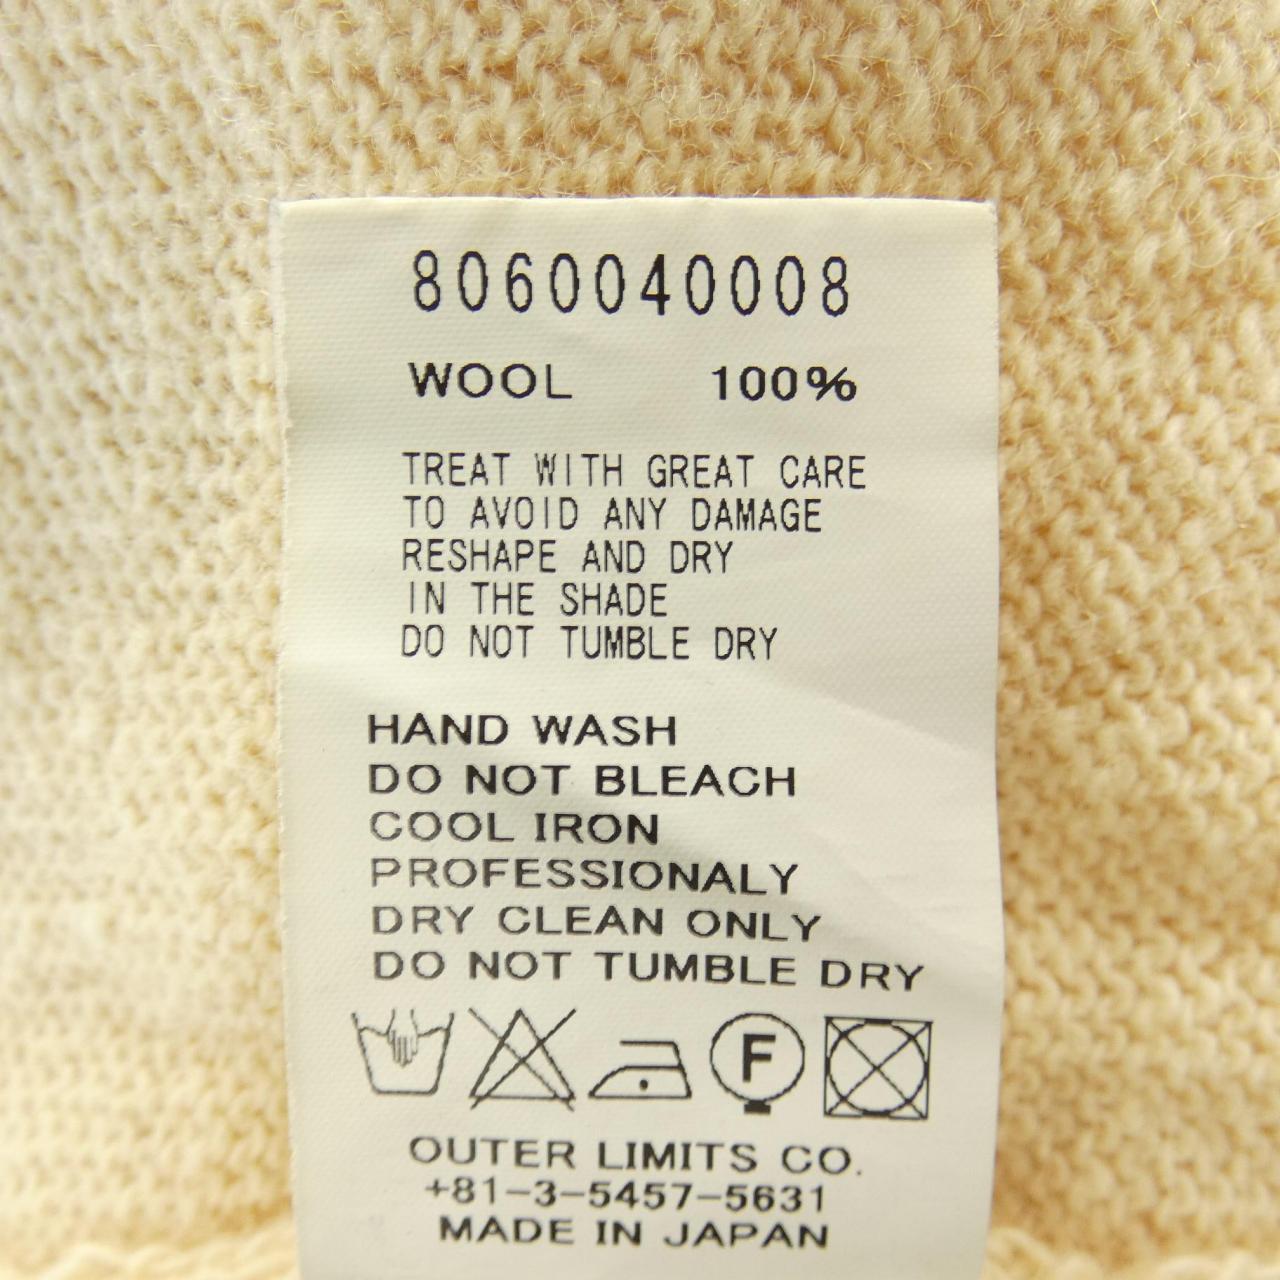 8060040008
WOOL 100%
TREAT WITH GREAT CARE
TO AVOID ANY DAMAGE
RESHAPE AND DRY
IN THE SHADE
DO NOT TUMBLE DRY
HAND WASH
DO NOT BLEACH
COOL IRON
PROFESSIONALY
DRY CLEAN ONLY
DO NOT TUMBLE DRY
F
OUTER LIMITS CO.
+81-3-5457-5631
MADE IN JAPAN